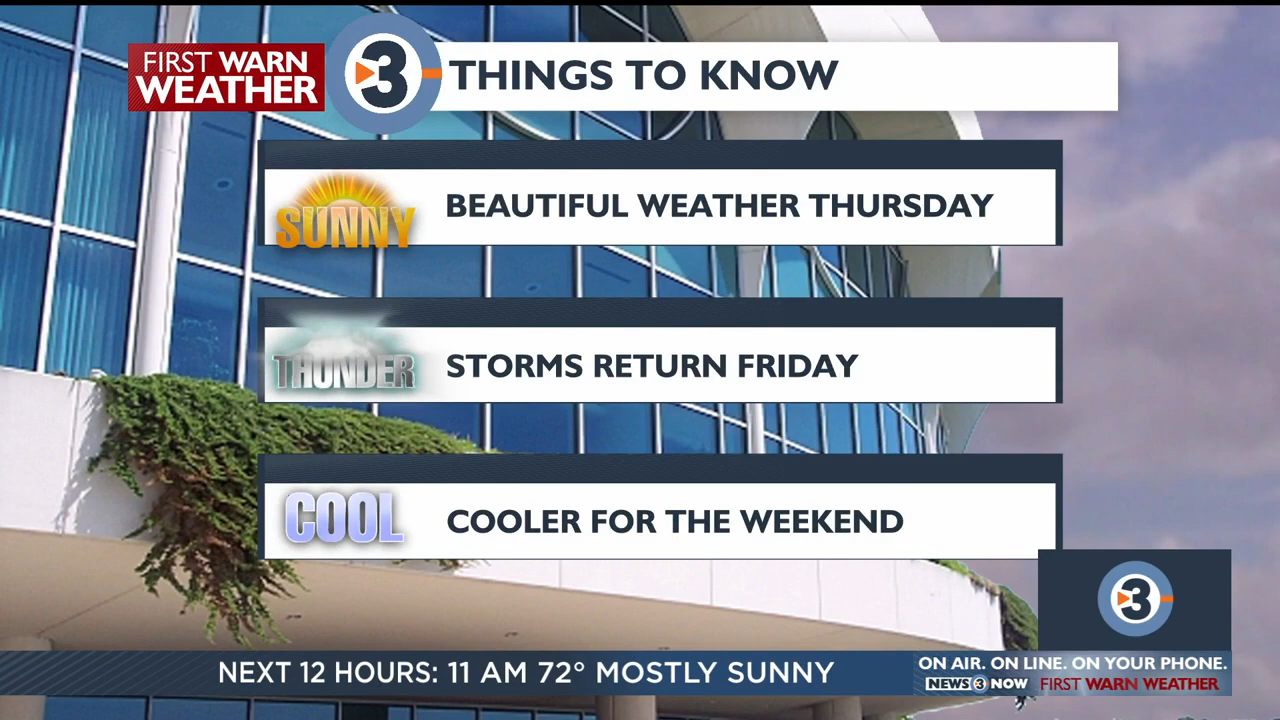 FIRST WARN
WEATHER
3
THINGS TO KNOW
SUNNY
BEAUTIFUL WEATHER THURSDAY
THUNDER
STORMS RETURN FRIDAY
COOL
COOLER FOR THE WEEKEND
3
NEXT 12 HOURS: 11 AM 72° MOSTLY SUNNY
ON AIR. ON LINE. ON YOUR PHONE.
NEWS 3 NOW FIRST WARN WEATHER